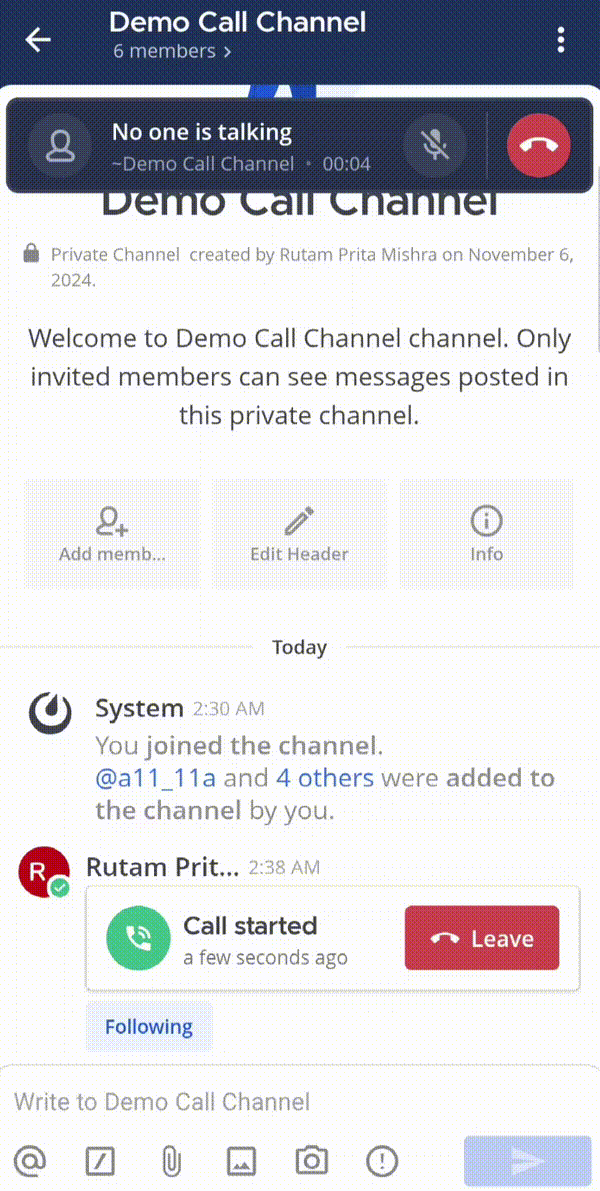 Demo Call Channel
6 members >
No one is talking
~Demo Call Channel • 00:04
Demo Call Channel
Private Channel created by Rutam Prita Mishra on November 6,
2024.
Welcome to Demo Call Channel channel. Only
invited members can see messages posted in
this private channel.
Add memb...
Edit Header
Info
Today
System 2:30 AM
You joined the channel.
@a11_11a and 4 others were added to
the channel by you.
R
Rutam Prit... 2:38 AM
Call started
a few seconds ago
Leave
Following
Write to Demo Call Channel